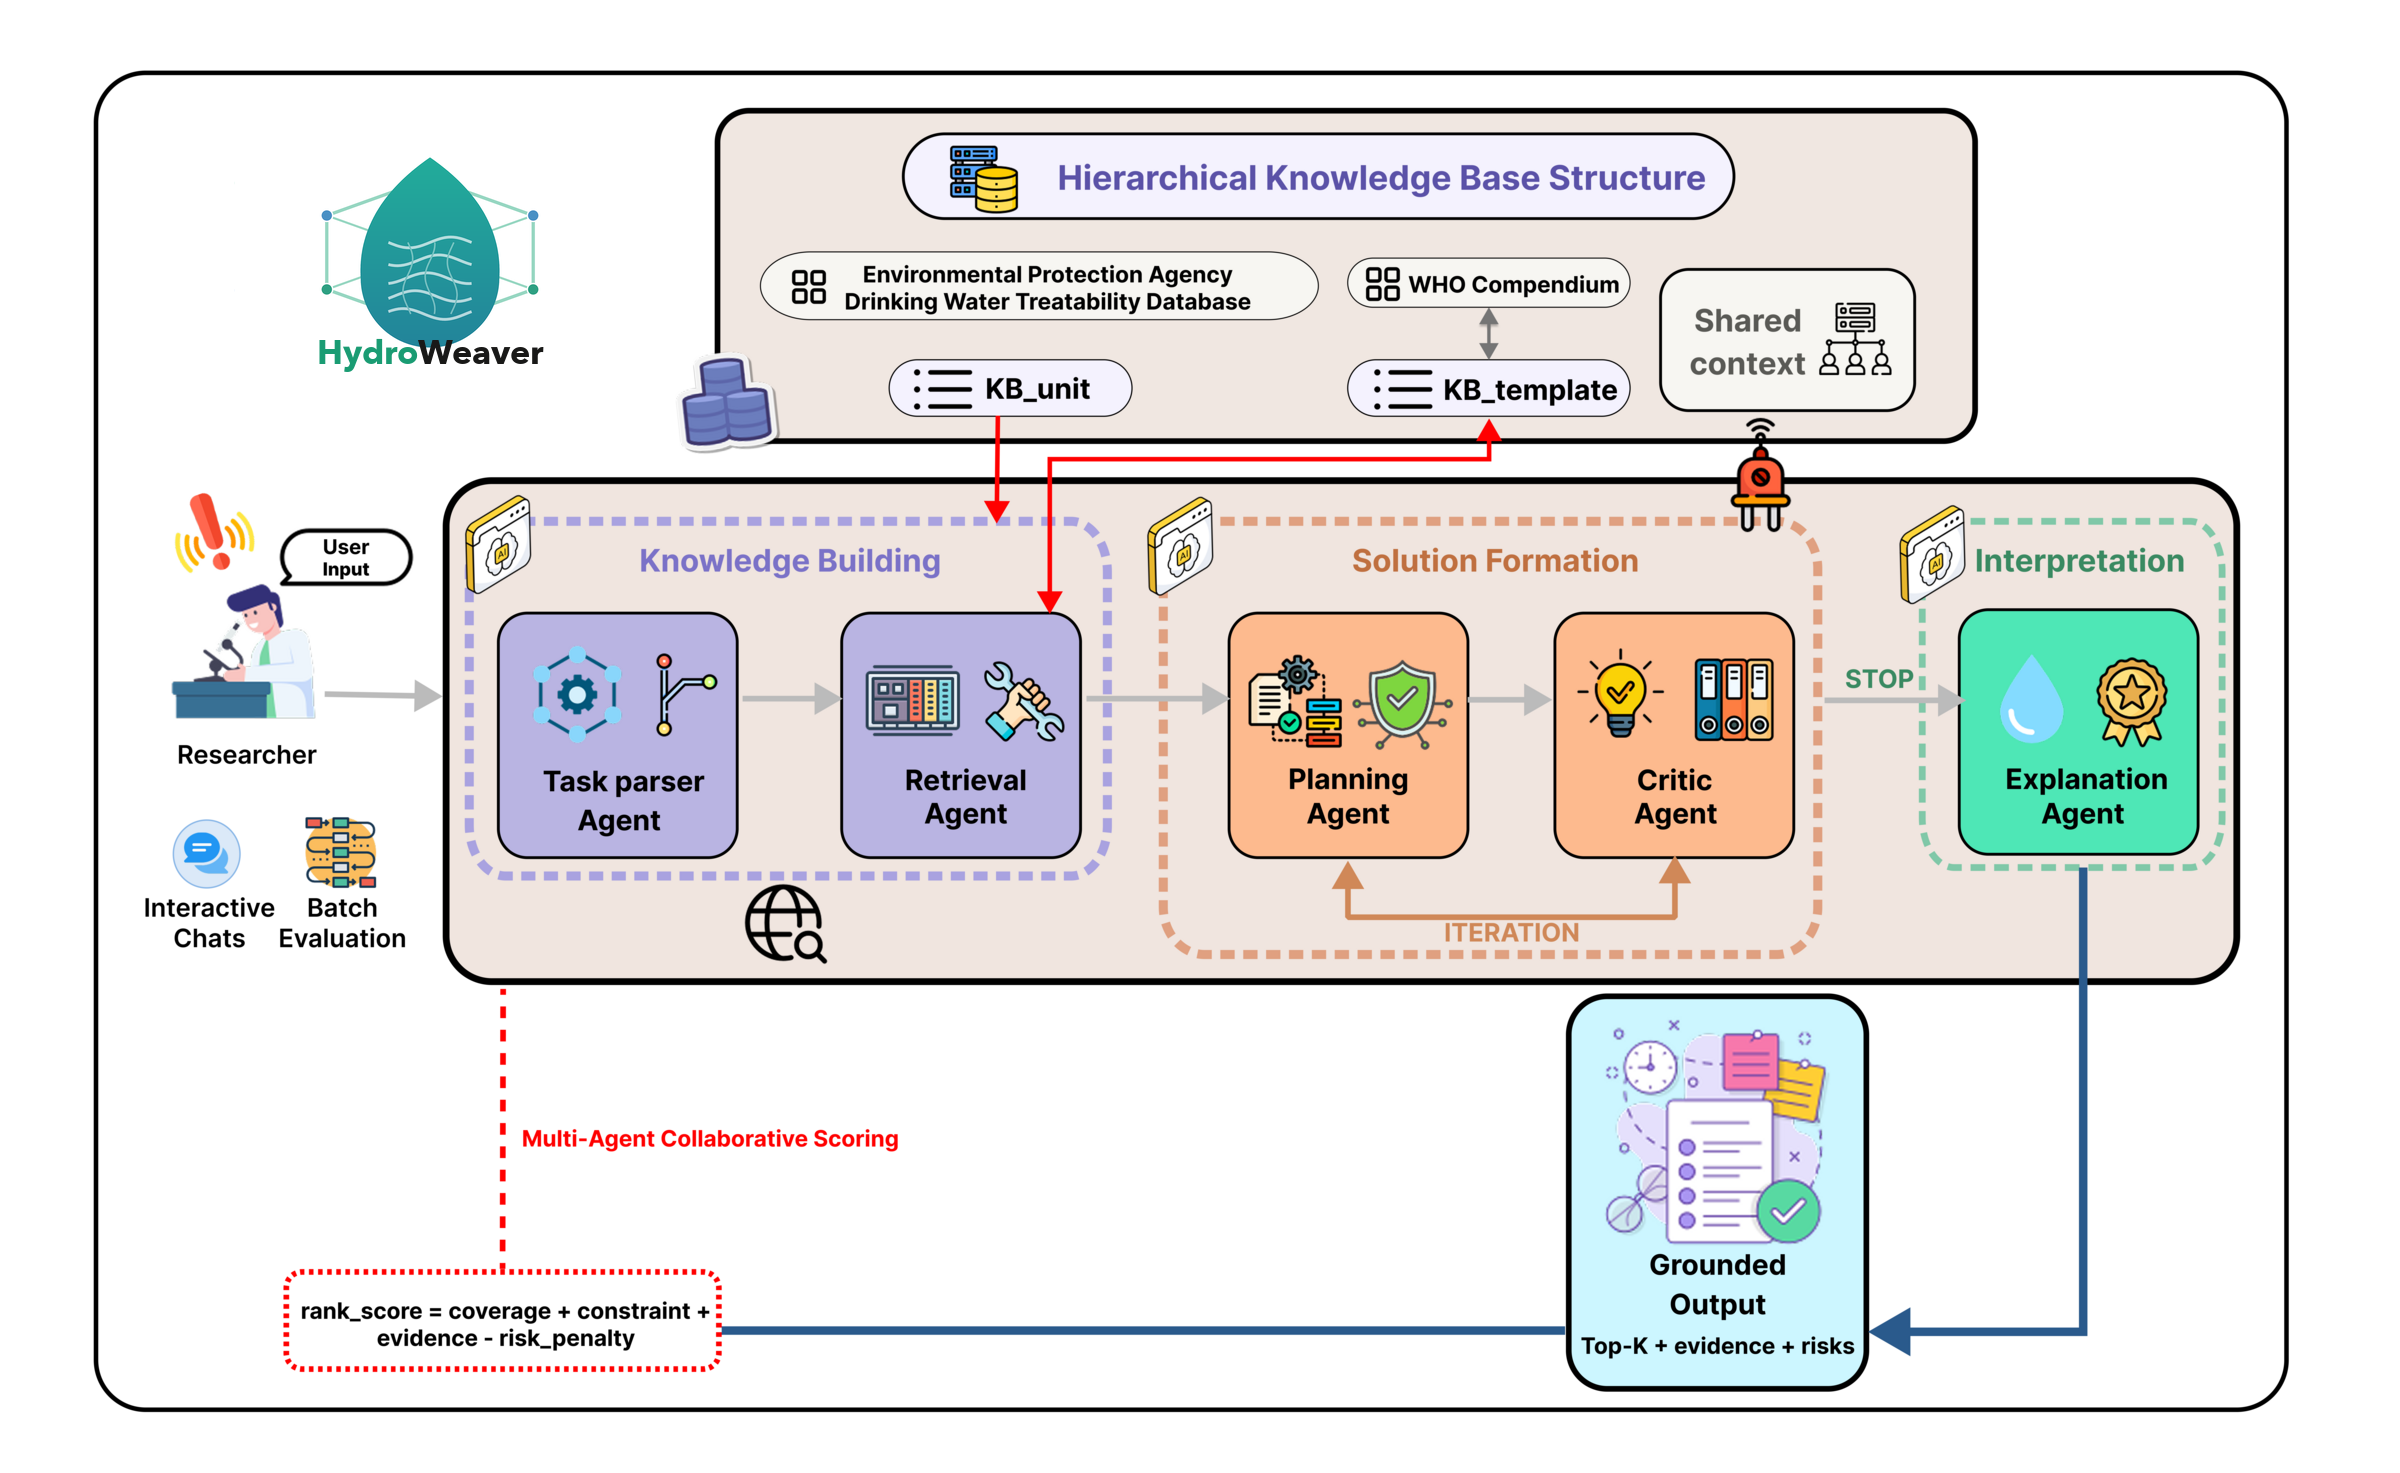 Hierarchical Knowledge Base Structure
Environmental Protection Agency
Drinking Water Treatability Database
WHO Compendium
Shared
context
KB_unit
KB_template
HydroWeaver
User
Input
Researcher
Interactive
Chats
Batch
Evaluation
Knowledge Building
AI
Task parser
Agent
Retrieval
Agent
Solution Formation
AI
Planning
Agent
Critic
Agent
ITERATION
STOP
Interpretation
AI
Explanation
Agent
Multi-Agent Collaborative Scoring
rank_score = coverage + constraint +
evidence - risk_penalty
Grounded
Output
Top-K + evidence + risks